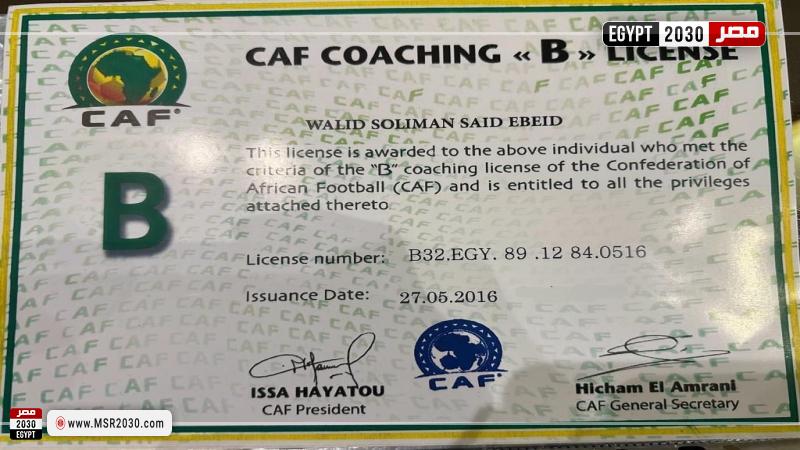 EGYPT 2030 مصر
CAF COACHING « B » LICENSE
CAF
WALID SOLIMAN SAID EBEID
This license is awarded to the above individual who met the
criteria of the "B" coaching license of the Confederation of
African Football (CAF) and is entitled to all the privileges
attached thereto
B
License number: B32.EGY. 89 .12 84.0516
Issuance Date: 27.05.2016
CAF
ISSA HAYATOU
CAF President
Hicham El Amrani
CAF General Secretary
مصر
2030
EGYPT
www.MSR2030.com